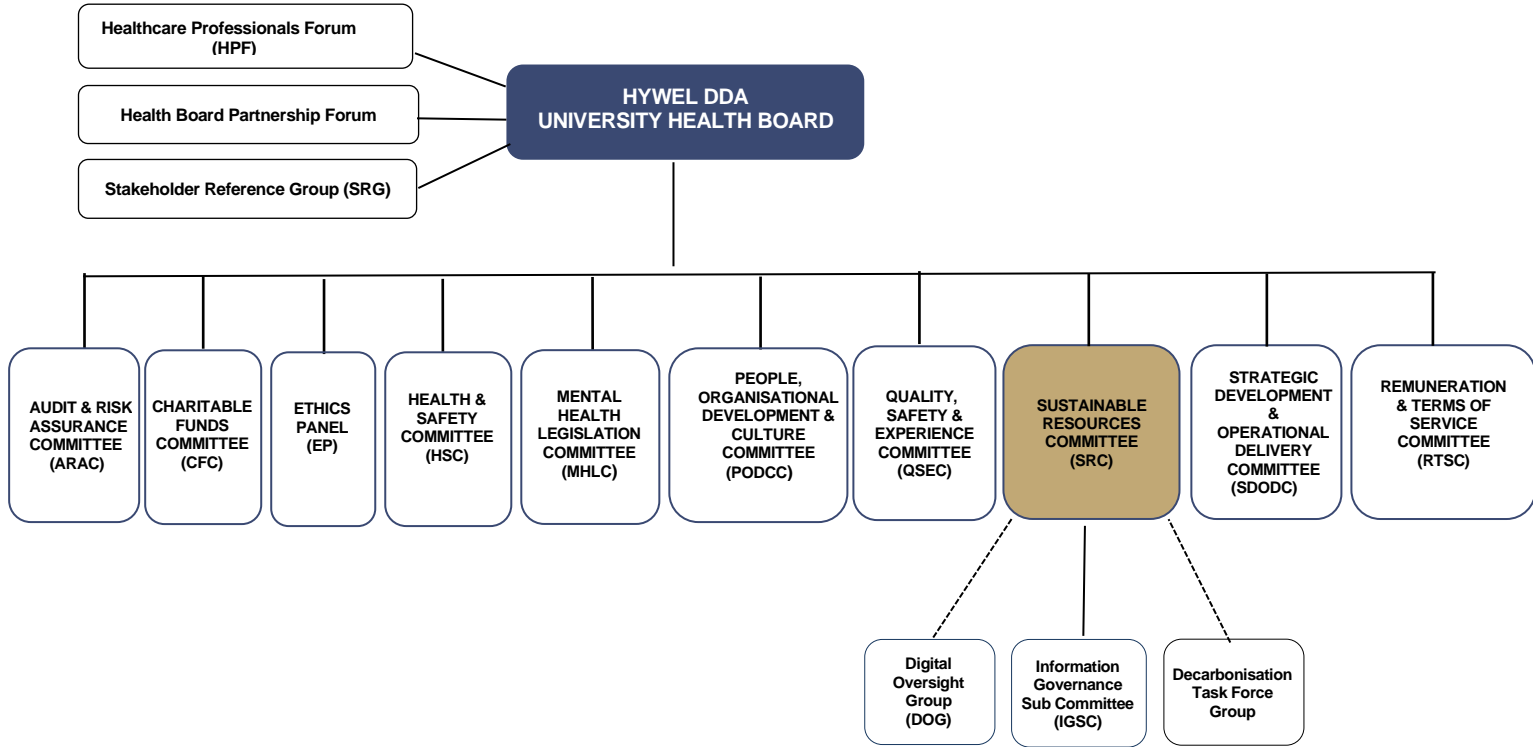 Healthcare Professionals Forum
(HPF)
Health Board Partnership Forum
Stakeholder Reference Group (SRG)
HYWEL DDA
UNIVERSITY HEALTH BOARD
AUDIT & RISK
ASSURANCE
COMMITTEE
(ARAC)
CHARITABLE
FUNDS
COMMITTEE
(CFC)
ETHICS
PANEL
(EP)
HEALTH &
SAFETY
COMMITTEE
(HSC)
MENTAL
HEALTH
LEGISLATION
COMMITTEE
(MHLC)
PEOPLE,
ORGANISATIONAL
DEVELOPMENT &
CULTURE
COMMITTEE
(PODCC)
QUALITY,
SAFETY &
EXPERIENCE
COMMITTEE
(QSEC)
SUSTAINABLE
RESOURCES
COMMITTEE
(SRC)
STRATEGIC
DEVELOPMENT
&
OPERATIONAL
DELIVERY
COMMITTEE
(SDODC)
REMUNERATION
& TERMS OF
SERVICE
COMMITTEE
(RTSC)
Digital
Oversight
Group
(DOG)
Information
Governance
Sub Committee
(IGSC)
Decarbonisation
Task Force
Group